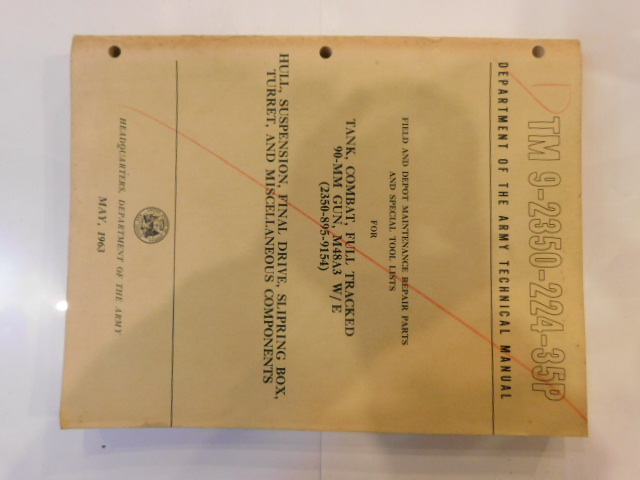 TM 9-2350-224-35P
DEPARTMENT OF THE ARMY TECHNICAL MANUAL
FIELD AND DEPOT MAINTENANCE REPAIR PARTS
AND SPECIAL TOOL LISTS
FOR
TANK, COMBAT, FULL TRACKED
90-MM GUN, M48A3 W/E
(2350-895-9154)
HULL, SUSPENSION, FINAL DRIVE, SLIPRING BOX,
TURRET, AND MISCELLANEOUS COMPONENTS
HEADQUARTERS, DEPARTMENT OF THE ARMY
MAY, 1963